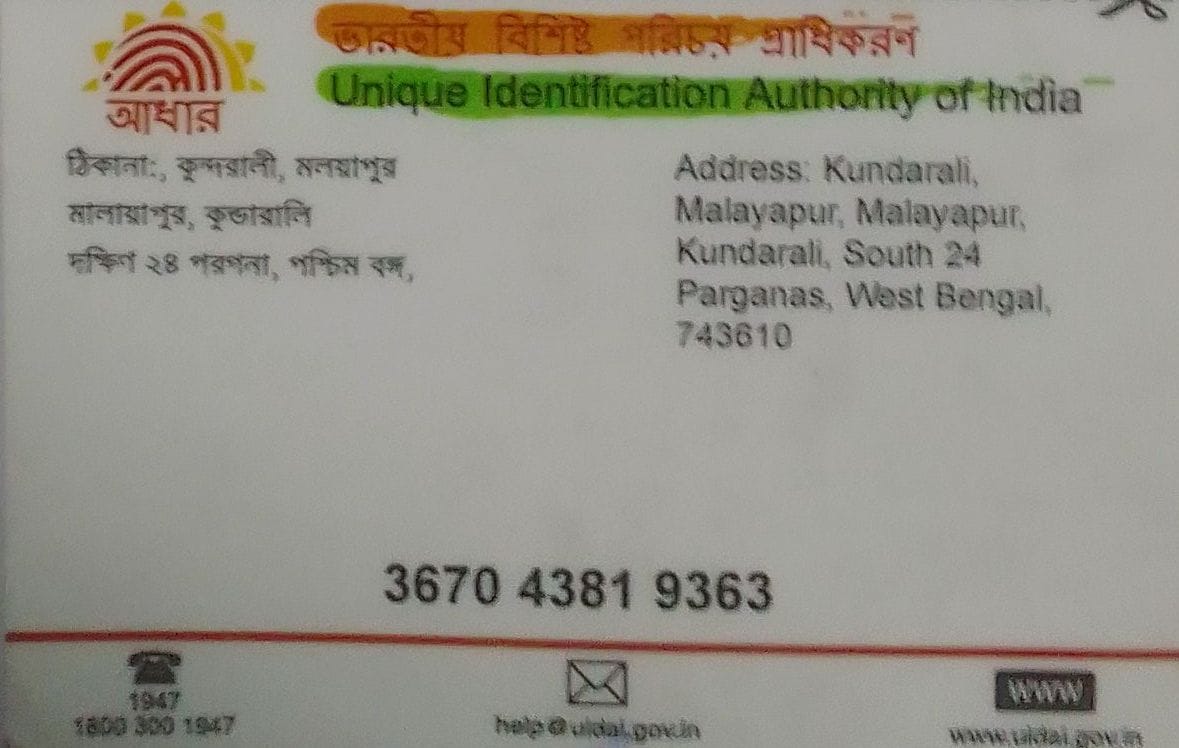 ভারতীয় বিশিষ্ট পরিচয় প্রাধিকরণ
Unique Identification Authority of India
আধার
ঠিকানা:, কুন্দরালী, মলয়াপুর
মালায়াপুর, কুন্ডারালি
দক্ষিণ ২৪ পরগণা, পশ্চিম বঙ্গ,
Address: Kundarali,
Malayapur, Malayapur,
Kundarali, South 24
Parganas, West Bengal,
743610
3670 4381 9363
1947
1800 300 1947
help@uidai.gov.in
WWW
www.uidai.gov.in